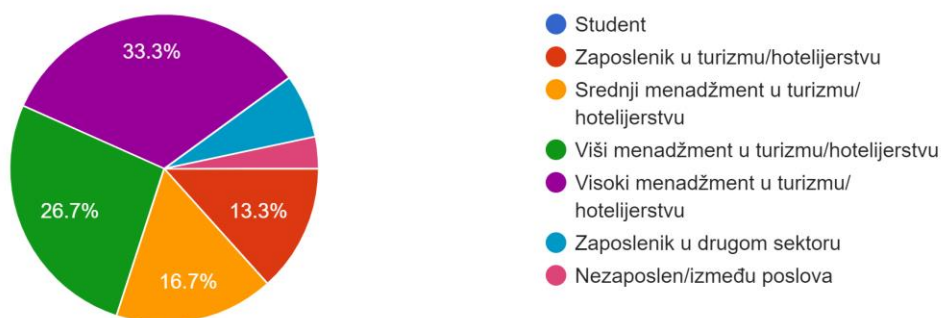 33.3%
26.7%
16.7%
13.3%
Student
Zaposlenik u turizmu/hotelijerstvu
Srednji menadžment u turizmu/
hotelijerstvu
Viši menadžment u turizmu/hotelijerstvu
Visoki menadžment u turizmu/
hotelijerstvu
Zaposlenik u drugom sektoru
Nezaposlen/između poslova